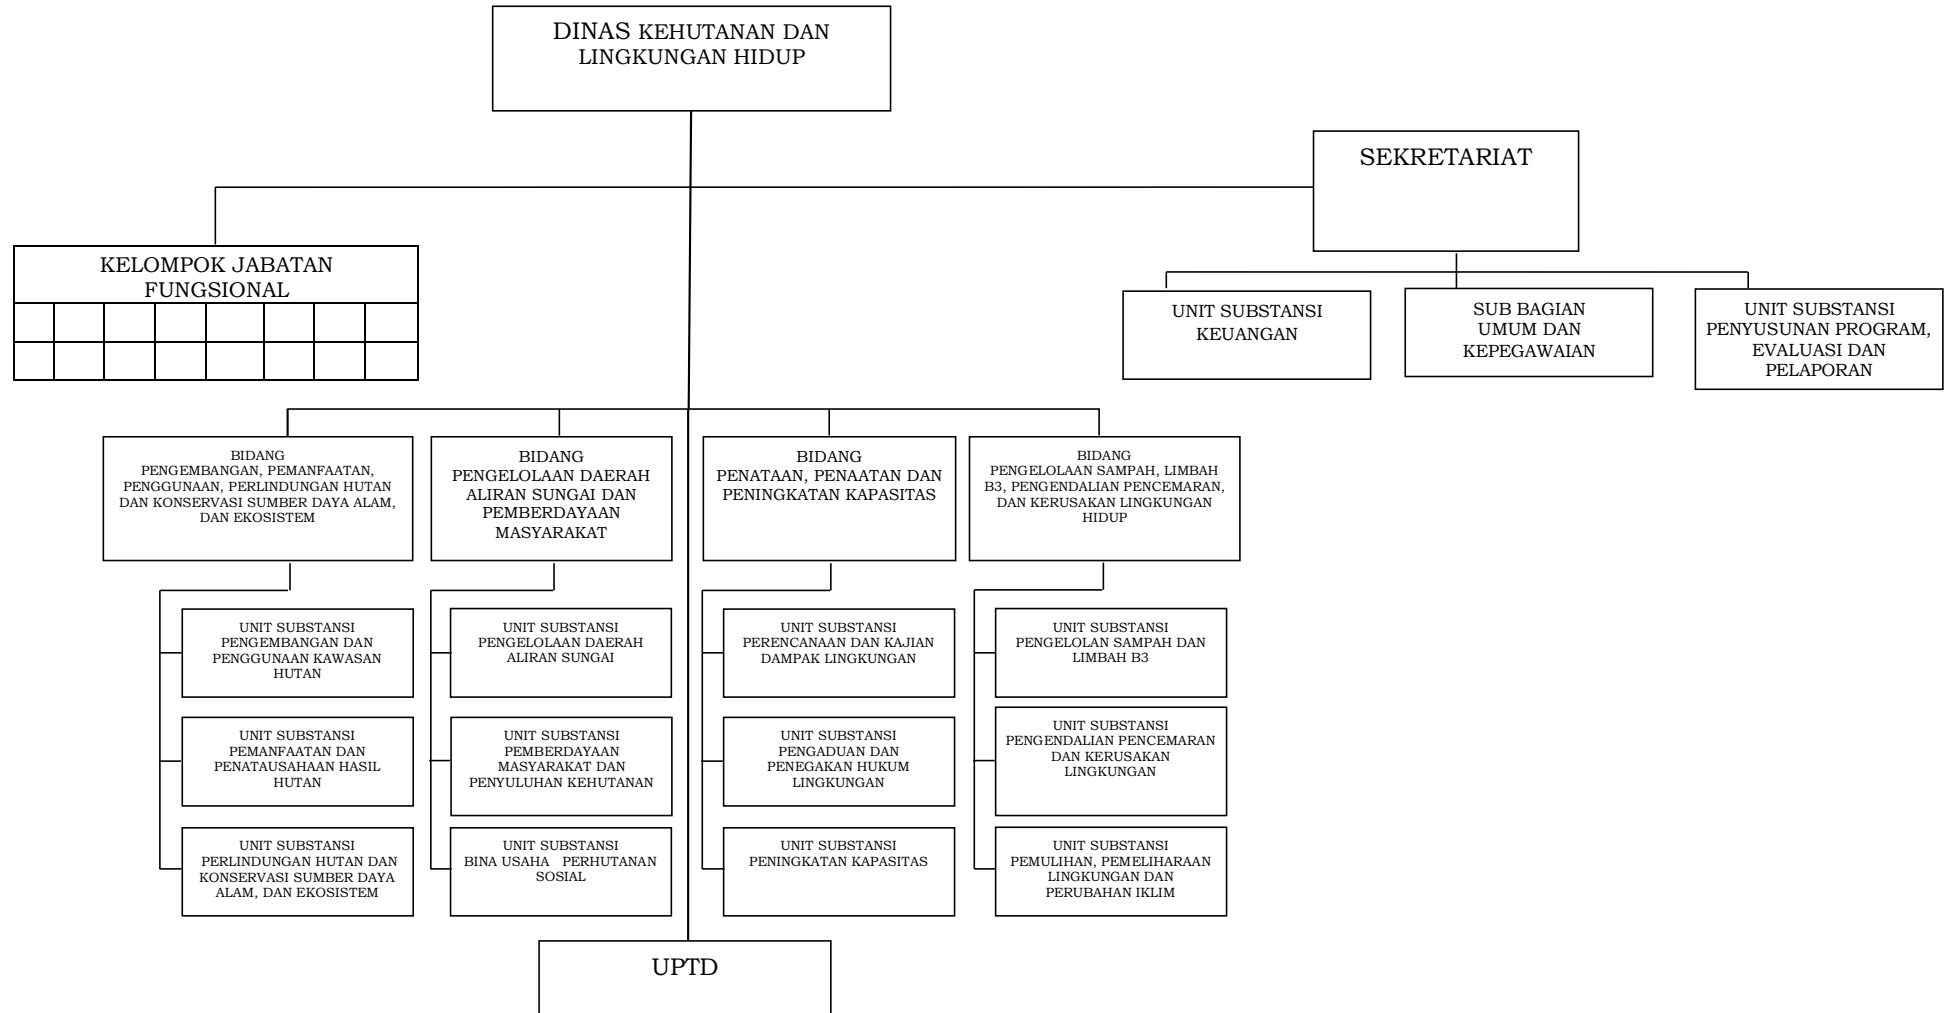 DINAS KEHUTANAN DAN
LINGKUNGAN HIDUP
SEKRETARIAT
KELOMPOK JABATAN
FUNGSIONAL
UNIT SUBSTANSI
KEUANGAN
SUB BAGIAN
UMUM DAN
KEPEGAWAIAN
UNIT SUBSTANSI
PENYUSUNAN PROGRAM,
EVALUASI DAN
PELAPORAN
BIDANG
PENGEMBANGAN, PEMANFAATAN,
PENGGUNAAN, PERLINDUNGAN HUTAN
DAN KONSERVASI SUMBER DAYA ALAM,
DAN EKOSISTEM
BIDANG
PENGELOLAAN DAERAH
ALIRAN SUNGAI DAN
PEMBERDAYAAN
MASYARAKAT
BIDANG
PENATAAN, PENAATAN DAN
PENINGKATAN KAPASITAS
BIDANG
PENGELOLAAN SAMPAH, LIMBAH
B3, PENGENDALIAN PENCEMARAN,
DAN KERUSAKAN LINGKUNGAN
HIDUP
UNIT SUBSTANSI
PENGEMBANGAN DAN
PENGGUNAAN KAWASAN
HUTAN
UNIT SUBSTANSI
PENGELOLAAN DAERAH
ALIRAN SUNGAI
UNIT SUBSTANSI
PERENCANAAN DAN KAJIAN
DAMPAK LINGKUNGAN
UNIT SUBSTANSI
PENGELOLAN SAMPAH DAN
LIMBAH B3
UNIT SUBSTANSI
PEMANFAATAN DAN
PENATAUSAHAAN HASIL
HUTAN
UNIT SUBSTANSI
PEMBERDAYAAN
MASYARAKAT DAN
PENYULUHAN KEHUTANAN
UNIT SUBSTANSI
PENGADUAN DAN
PENEGAKAN HUKUM
LINGKUNGAN
UNIT SUBSTANSI
PENGENDALIAN PENCEMARAN
DAN KERUSAKAN
LINGKUNGAN
UNIT SUBSTANSI
PERLINDUNGAN HUTAN DAN
KONSERVASI SUMBER DAYA
ALAM, DAN EKOSISTEM
UNIT SUBSTANSI
BINA USAHA PERHUTANAN
SOSIAL
UNIT SUBSTANSI
PENINGKATAN KAPASITAS
UNIT SUBSTANSI
PEMULIHAN, PEMELIHARAAN
LINGKUNGAN DAN
PERUBAHAN IKLIM
UPTD